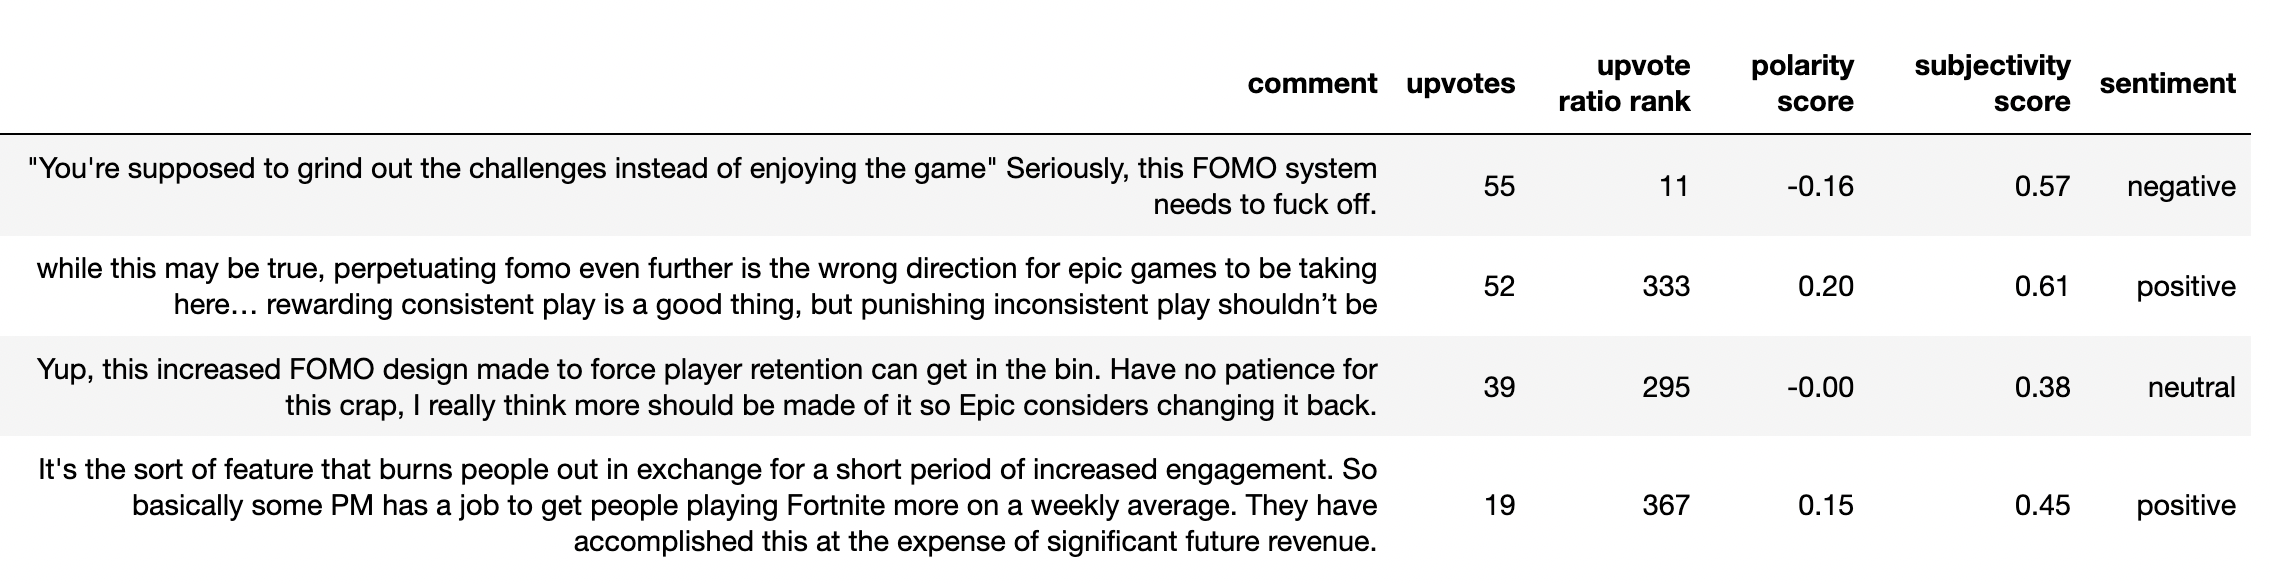 comment upvotes upvote ratio rank polarity score subjectivity score sentiment
"You're supposed to grind out the challenges instead of enjoying the game" Seriously, this FOMO system
needs to fuck off. 55 11 -0.16 0.57 negative
while this may be true, perpetuating fomo even further is the wrong direction for epic games to be taking
here… rewarding consistent play is a good thing, but punishing inconsistent play shouldn’t be 52 333 0.20 0.61 positive
Yup, this increased FOMO design made to force player retention can get in the bin. Have no patience for
this crap, I really think more should be made of it so Epic considers changing it back. 39 295 -0.00 0.38 neutral
It's the sort of feature that burns people out in exchange for a short period of increased engagement. So
basically some PM has a job to get people playing Fortnite more on a weekly average. They have
accomplished this at the expense of significant future revenue. 19 367 0.15 0.45 positive